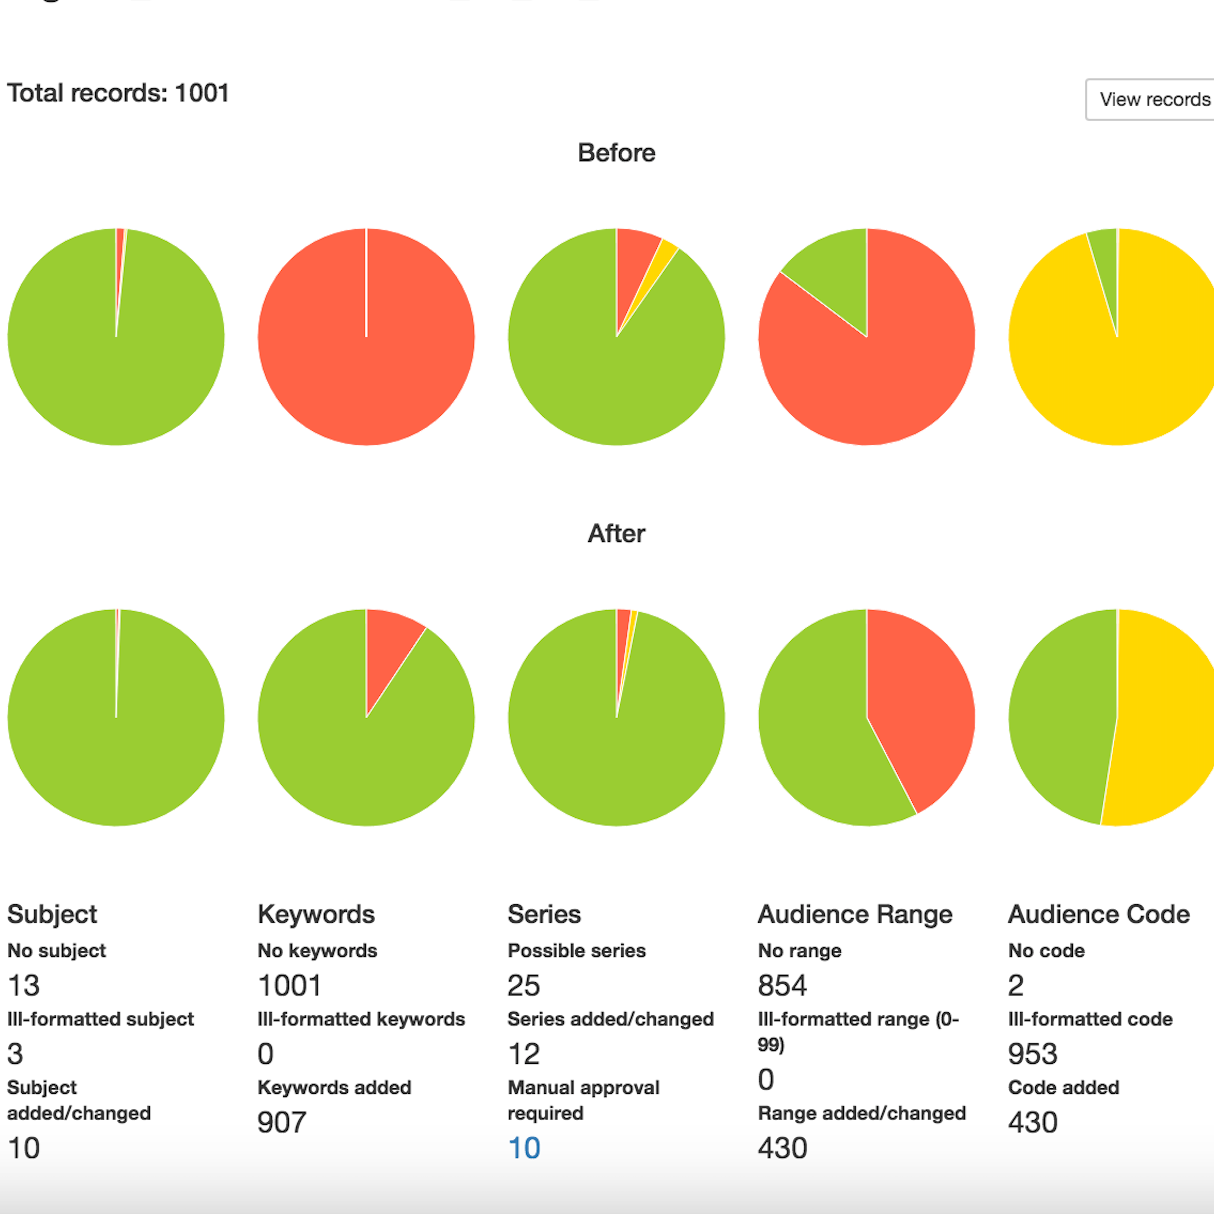 Total records: 1001
View records
Before
After
Subject
No subject
13
Ill-formatted subject
3
Subject
added/changed
10
Keywords
No keywords
1001
Ill-formatted keywords
0
Keywords added
907
Series
Possible series
25
Series added/changed
12
Manual approval
required
10
Audience Range
No range
854
Ill-formatted range (0-
99)
0
Range added/changed
430
Audience Code
No code
2
Ill-formatted code
953
Code added
430